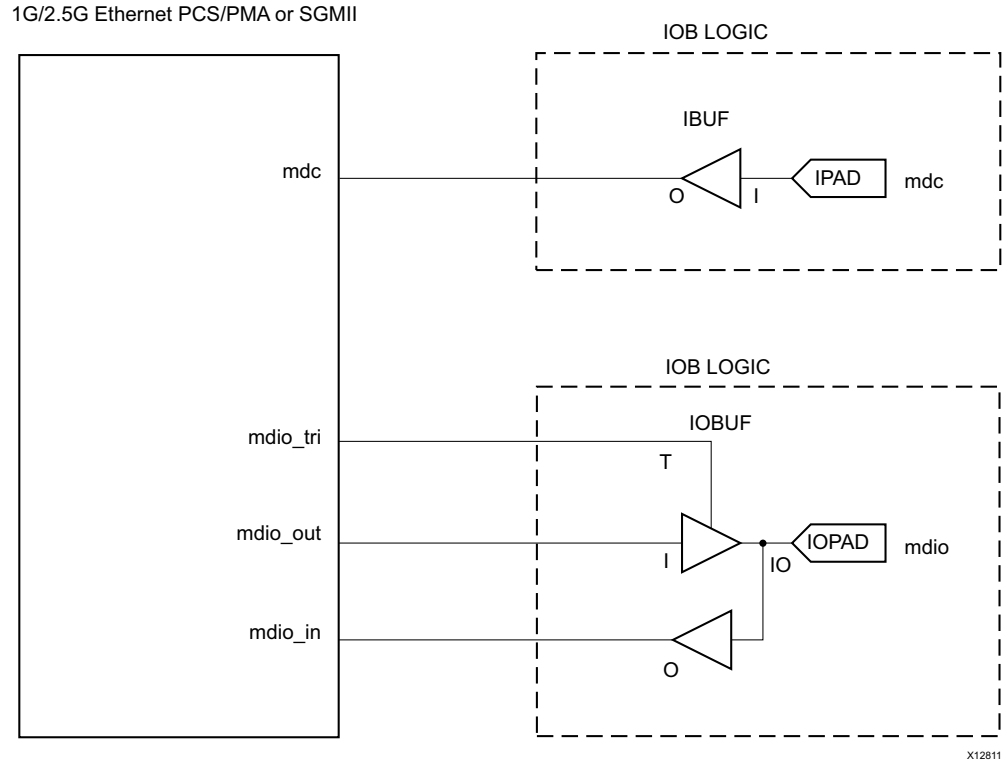 1G/2.5G Ethernet PCS/PMA or SGMII
IOB LOGIC
IBUF
mdc
O
I
IPAD
mdc
IOB LOGIC
IOBUF
mdio_tri
T
mdio_out
I
IO
IOPAD
mdio
mdio_in
O
X12811